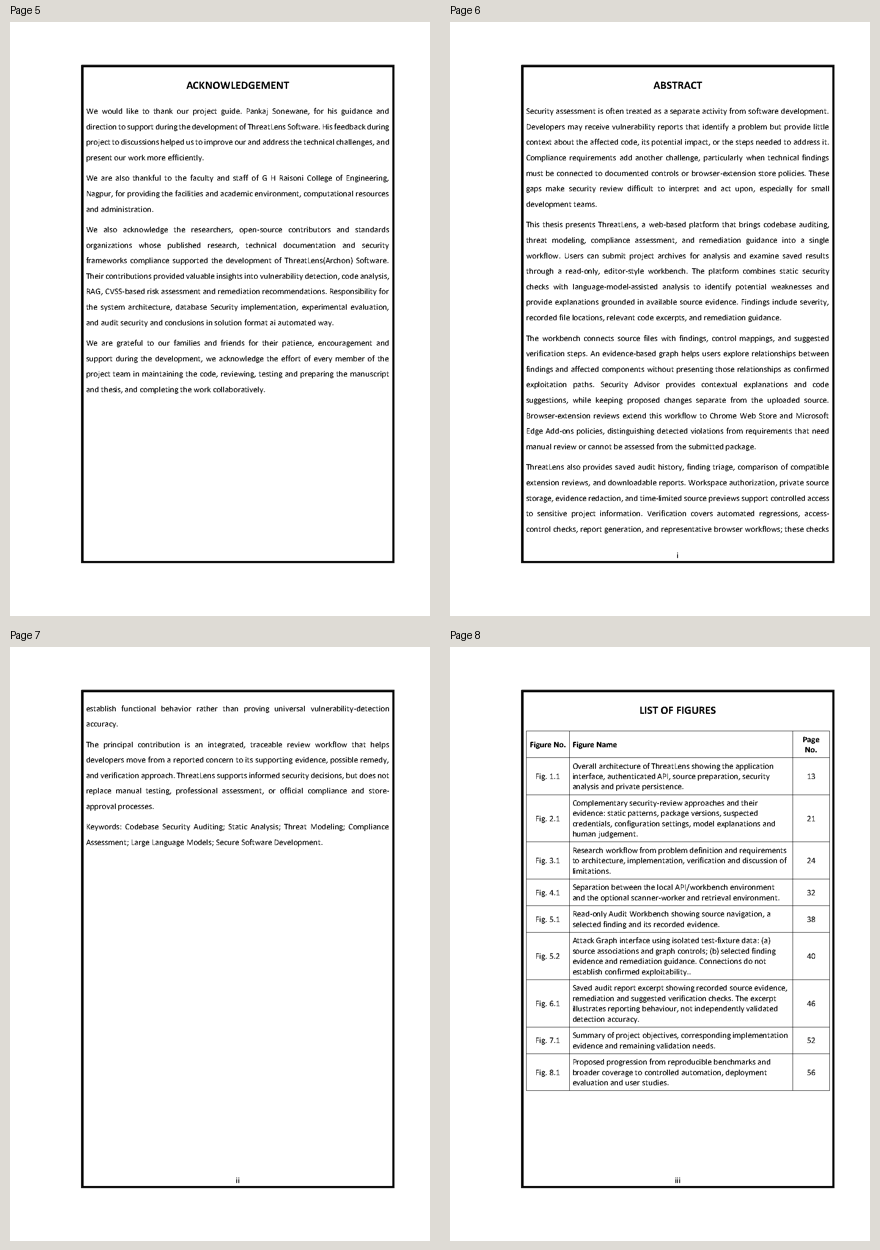 Page 5
ACKNOWLEDGEMENT
We would like to thank our project guide. Pankaj Sonewane, for his guidance and
direction to support during the development of ThreatLens Software. His feedback during
project to discussions helped us to improve our and address the technical challenges, and
present our work more efficiently.
We are also thankful to the faculty and staff of G H Raisoni College of Engineering,
Nagpur, for providing the facilities and academic environment, computational resources
and administration.
We also acknowledge the researchers, open-source contributors and standards
organizations whose published research, technical documentation and security
frameworks compliance supported the development of ThreatLens(Archon) Software.
Their contributions provided valuable insights into vulnerability detection, code analysis,
RAG, CVSS-based risk assessment and remediation recommendations. Responsibility for
the system architecture, database Security implementation, experimental evaluation,
and audit security and conclusions in solution format ai automated way.
We are grateful to our families and friends for their patience, encouragement and
support during the development, we acknowledge the effort of every member of the
project team in maintaining the code, reviewing, testing and preparing the manuscript
and thesis, and completing the work collaboratively.
Page 6
ABSTRACT
Security assessment is often treated as a separate activity from software development.
Developers may receive vulnerability reports that identify a problem but provide little
context about the affected code, its potential impact, or the steps needed to address it.
Compliance requirements add another challenge, particularly when technical findings
must be connected to documented controls or browser-extension store policies. These
gaps make security review difficult to interpret and act upon, especially for small
development teams.
This thesis presents ThreatLens, a web-based platform that brings codebase auditing,
threat modeling, compliance assessment, and remediation guidance into a single
workflow. Users can submit project archives for analysis and examine saved results
through a read-only, editor-style workbench. The platform combines static security
checks with language-model-assisted analysis to identify potential weaknesses and
provide explanations grounded in available source evidence. Findings include severity,
recorded file locations, relevant code excerpts, and remediation guidance.
The workbench connects source files with findings, control mappings, and suggested
verification steps. An evidence-based graph helps users explore relationships between
findings and affected components without presenting those relationships as confirmed
exploitation paths. Security Advisor provides contextual explanations and code
suggestions, while keeping proposed changes separate from the uploaded source.
Browser-extension reviews extend this workflow to Chrome Web Store and Microsoft
Edge Add-ons policies, distinguishing detected violations from requirements that need
manual review or cannot be assessed from the submitted package.
ThreatLens also provides saved audit history, finding triage, comparison of compatible
extension reviews, and downloadable reports. Workspace authorization, private source
storage, evidence redaction, and time-limited source previews support controlled access
to sensitive project information. Verification covers automated regressions, access-
control checks, report generation, and representative browser workflows; these checks
i
Page 7
establish functional behavior rather than proving universal vulnerability-detection
accuracy.
The principal contribution is an integrated, traceable review workflow that helps
developers move from a reported concern to its supporting evidence, possible remedy,
and verification approach. ThreatLens supports informed security decisions, but does not
replace manual testing, professional assessment, or official compliance and store-
approval processes.
Keywords: Codebase Security Auditing; Static Analysis; Threat Modeling; Compliance
Assessment; Large Language Models; Secure Software Development.
ii
Page 8
LIST OF FIGURES
Figure No. Figure Name Page
No.
Fig. 1.1 Overall architecture of ThreatLens showing the application
interface, authenticated API, source preparation, security
analysis and private persistence. 13
Fig. 2.1 Complementary security-review approaches and their
evidence: static patterns, package versions, suspected
credentials, configuration settings, model explanations and
human judgement. 21
Fig. 3.1 Research workflow from problem definition and requirements
to architecture, implementation, verification and discussion of
limitations. 24
Fig. 4.1 Separation between the local API/workbench environment
and the optional scanner-worker and retrieval environment. 32
Fig. 5.1 Read-only Audit Workbench showing source navigation, a
selected finding and its recorded evidence. 38
Fig. 5.2 Attack Graph interface using isolated test-fixture data: (a)
source associations and graph controls; (b) selected finding
evidence and remediation guidance. Connections do not
establish confirmed exploitability.. 40
Fig. 6.1 Saved audit report excerpt showing recorded source evidence,
remediation and suggested verification checks. The excerpt
illustrates reporting behaviour, not independently validated
detection accuracy. 46
Fig. 7.1 Summary of project objectives, corresponding implementation
evidence and remaining validation needs. 52
Fig. 8.1 Proposed progression from reproducible benchmarks and
broader coverage to controlled automation, deployment
evaluation and user studies. 56
iii